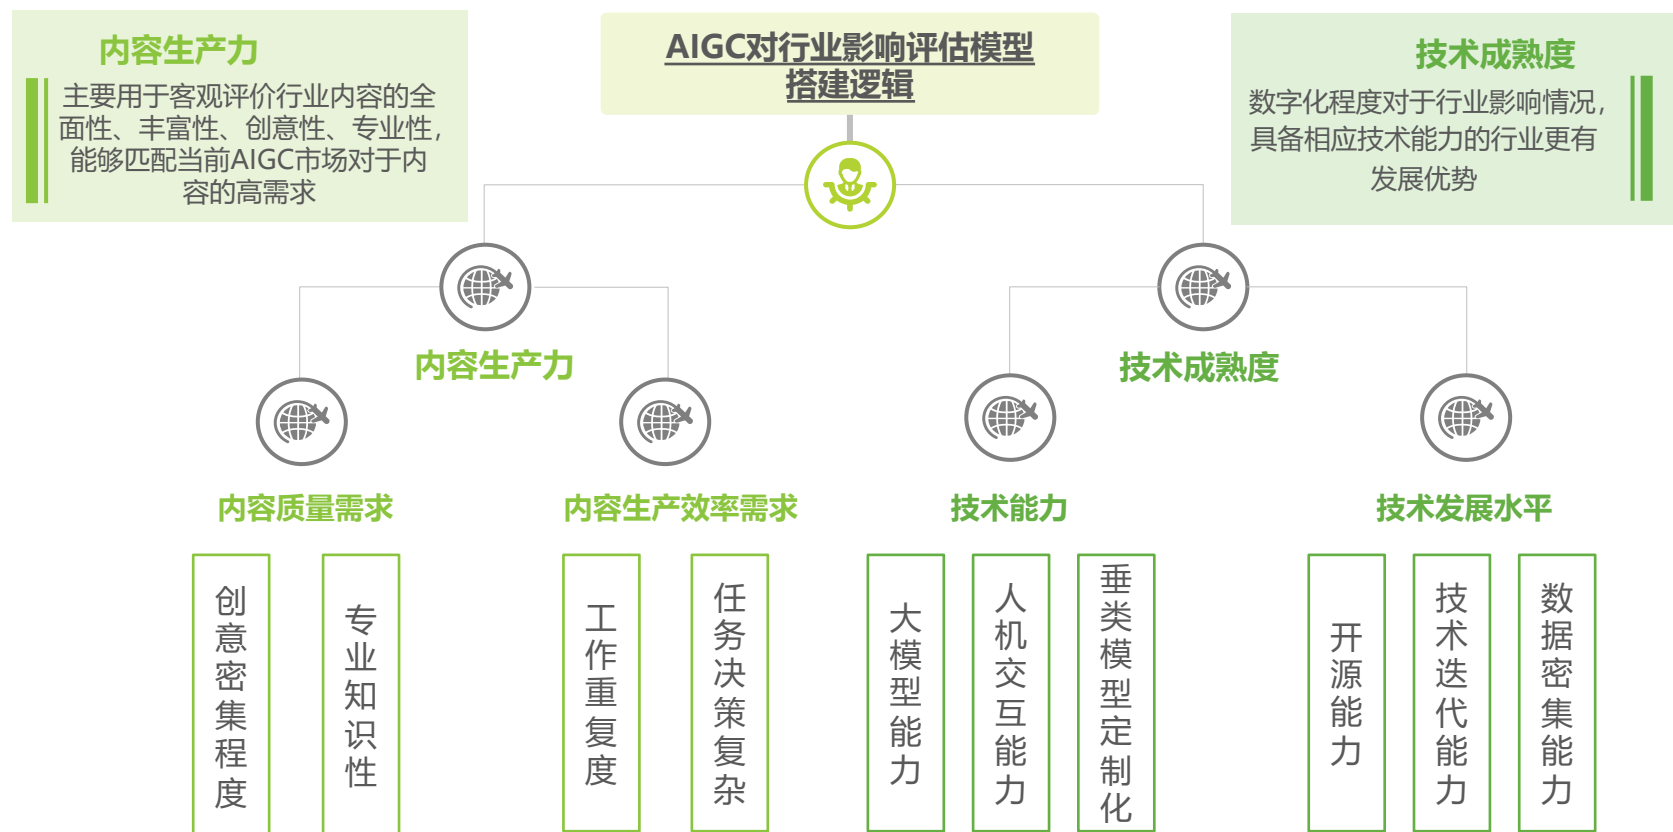 内容生产力
主要用于客观评价行业内容的全
面性、丰富性、创意性、专业性,
能够匹配当前AIGC市场对于内
容的高需求
AIGC对行业影响评估模型
搭建逻辑
技术成熟度
数字化程度对于行业影响情况,
具备相应技术能力的行业更有
发展优势
内容生产力
技术成熟度
内容质量需求
内容生产效率需求
技术能力
技术发展水平
创意密集程度
专业知识性
工作重复度
任务决策复杂
大模型能力
人机交互能力
垂类模型定制化
开源能力
技术迭代能力
数据密集能力